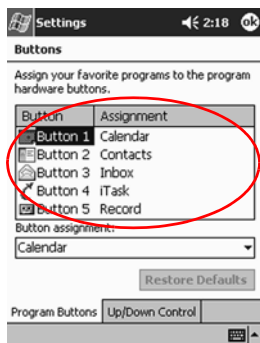 Settings 2:18 ok
Buttons
Assign your favorite programs to the program
hardware buttons.
Button Assignment
Button 1 Calendar
Button 2 Contacts
Button 3 Inbox
Button 4 iTask
Button 5 Record
Button assignment:
Calendar
Restore Defaults
Program Buttons Up/Down Control